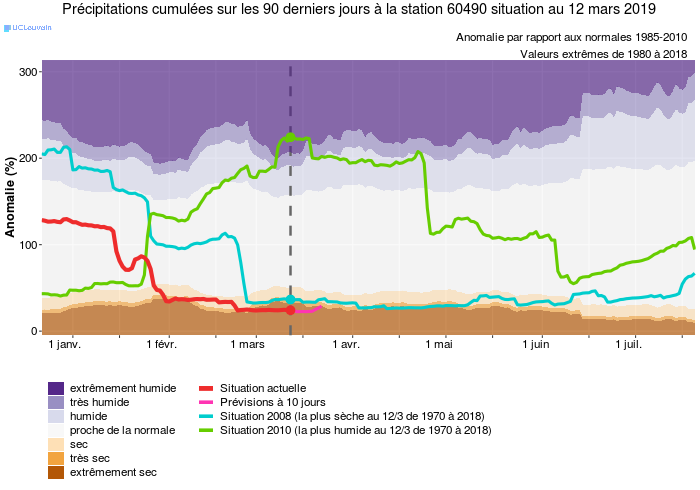 Précipitations cumulées sur les 90 derniers jours à la station 60490 situation au 12 mars 2019
UCLouvain
Anomalie par rapport aux normales 1985-2010
Valeurs extrêmes de 1980 à 2018
Anomalie (%)
300
200
100
0
1 janv. 1 févr. 1 mars 1 avr. 1 mai 1 juin 1 juil.
extrêmement humide
très humide
humide
proche de la normale
sec
très sec
extrêmement sec
Situation actuelle
Prévisions à 10 jours
Situation 2008 (la plus sèche au 12/3 de 1970 à 2018)
Situation 2010 (la plus humide au 12/3 de 1970 à 2018)